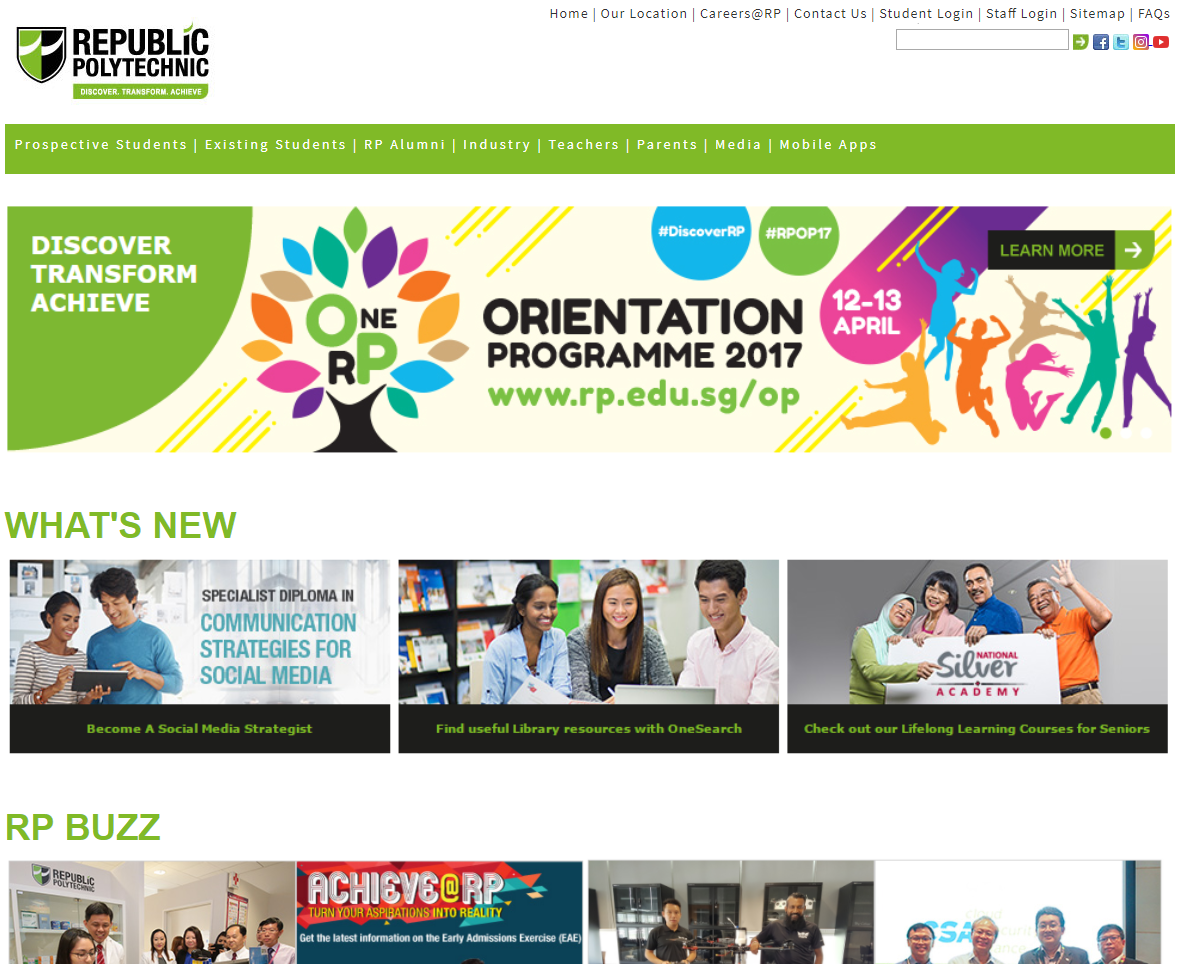 Home | Our Location | Careers@RP | Contact Us | Student Login | Staff Login | Sitemap | FAQs
REPUBLIC
POLYTECHNIC
DISCOVER. TRANSFORM. ACHIEVE
Prospective Students | Existing Students | RP Alumni | Industry | Teachers | Parents | Media | Mobile Apps
DISCOVER
TRANSFORM
ACHIEVE
ONE
RP
#DiscoverRP
#RPOP17
ORIENTATION
PROGRAMME 2017
www.rp.edu.sg/op
12-13
APRIL
LEARN MORE
WHAT'S NEW
SPECIALIST DIPLOMA IN
COMMUNICATION
STRATEGIES FOR
SOCIAL MEDIA
NATIONAL
Silver
ACADEMY
Become A Social Media Strategist
Find useful Library resources with OneSearch
Check out our Lifelong Learning Courses for Seniors
RP BUZZ
REPUBLIC
POLYTECHNIC
ACHIEVE@RP
TURN YOUR ASPIRATIONS INTO REALITY
Get the latest information on the Early Admissions Exercise (EAE)
CSA